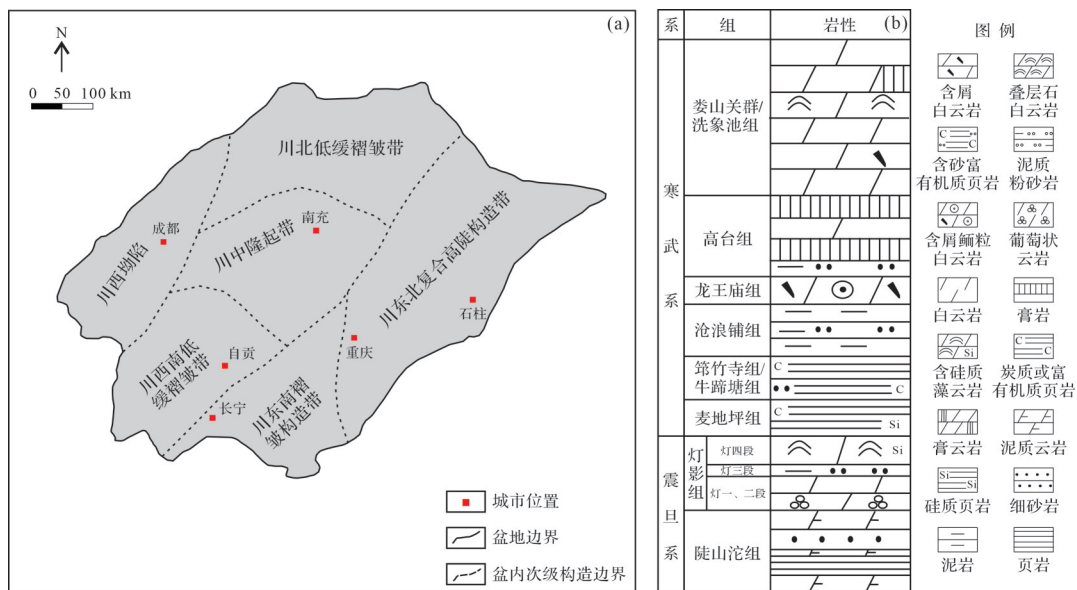 (a)
N
0 50 100 km
川北低缓褶皱带
成都
南充
川西坳陷
川中隆起带
川东北复合高陡构造带
石柱
重庆
自贡
川西南低
缓褶皱带
长宁
川东南褶
皱构造带
城市位置
盆地边界
盆内次级构造边界
系 组 岩性 (b)
寒武系
娄山关群/
洗象池组
高台组
龙王庙组
沧浪铺组
筇竹寺组/
牛蹄塘组
C
C
麦地坪组
C
Si
震旦系
灯影组
灯四段
Si
灯三段
灯一、二段
陡山沱组
图 例
含屑
白云岩
叠层石
白云岩
C
C
含砂富
有机质页岩
泥质
粉砂岩
含屑鲕粒
白云岩
葡萄状
云岩
白云岩
膏岩
Si
含硅质
藻云岩
C
C
炭质或富
有机质页岩
膏云岩
泥质云岩
Si
Si
硅质页岩
细砂岩
泥岩
页岩